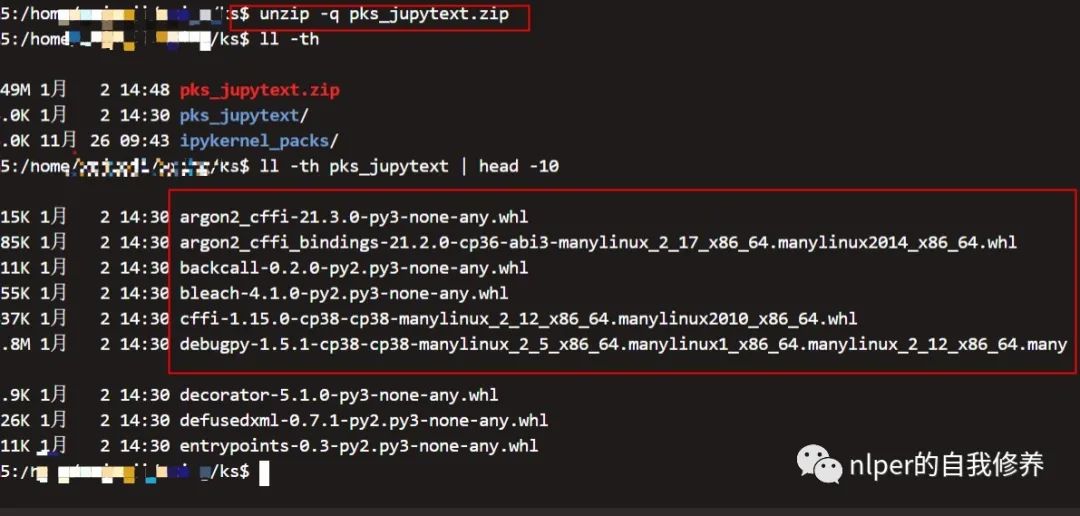 5:/home/ /ks$ unzip -q pks_jupytext.zip
5:/home /ks$ ll -th
49M 1月 2 14:48 pks_jupytext.zip
.0K 1月 2 14:30 pks_jupytext/
.0K 11月 26 09:43 ipykernel_packs/
5:/home/ /ks$ ll -th pks_jupytext | head -10
15K 1月 2 14:30 argon2_cffi-21.3.0-py3-none-any.whl
85K 1月 2 14:30 argon2_cffi_bindings-21.2.0-cp36-abi3-manylinux_2_17_x86_64.manylinux2014_x86_64.whl
11K 1月 2 14:30 backcall-0.2.0-py2.py3-none-any.whl
55K 1月 2 14:30 bleach-4.1.0-py2.py3-none-any.whl
37K 1月 2 14:30 cffi-1.15.0-cp38-cp38-manylinux_2_12_x86_64.manylinux2010_x86_64.whl
.8M 1月 2 14:30 debugpy-1.5.1-cp38-cp38-manylinux_2_5_x86_64.manylinux1_x86_64.manylinux_2_12_x86_64.many
.9K 1月 2 14:30 decorator-5.1.0-py3-none-any.whl
26K 1月 2 14:30 defusedxml-0.7.1-py2.py3-none-any.whl
11K 1月 2 14:30 entrypoints-0.3-py2.py3-none-any.whl
5:/ /ks$
nlper的自我修养